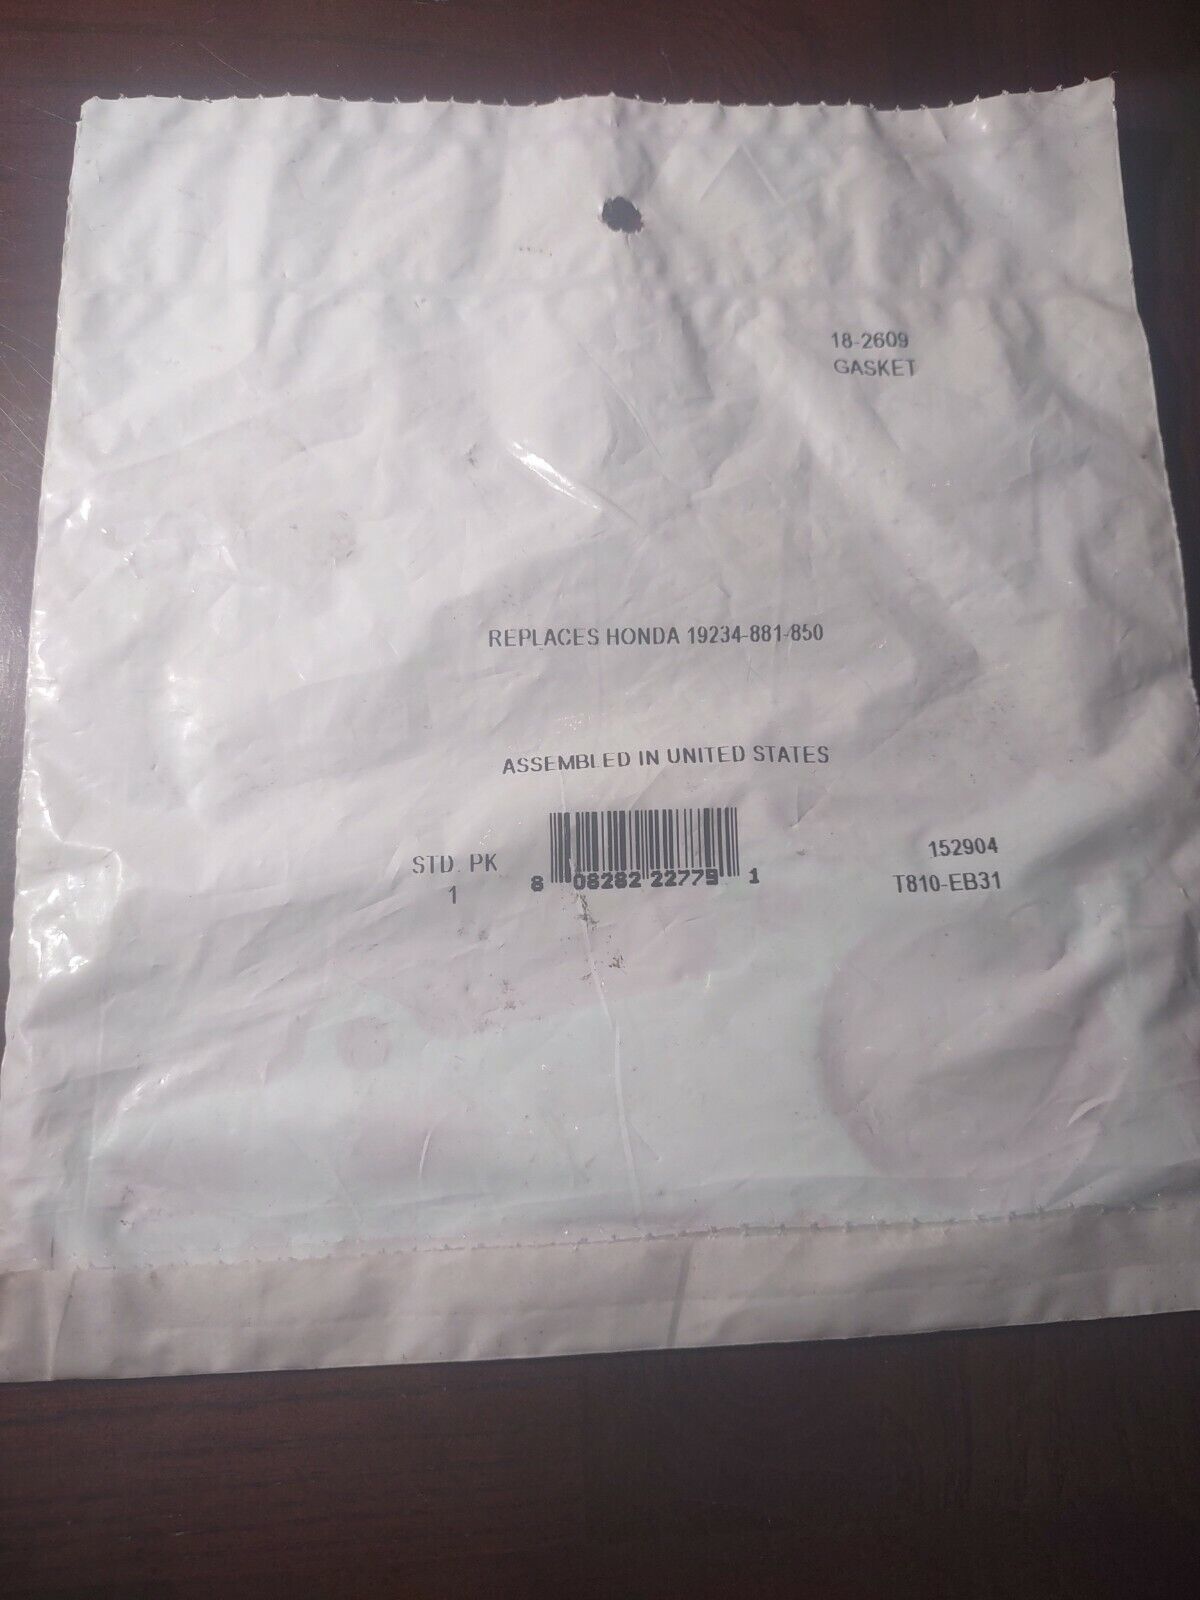 18-2609
GASKET
REPLACES HONDA 19234-881-850
ASSEMBLED IN UNITED STATES
STD. PK
1
8 08282 22779 1
152904
T810-EB31